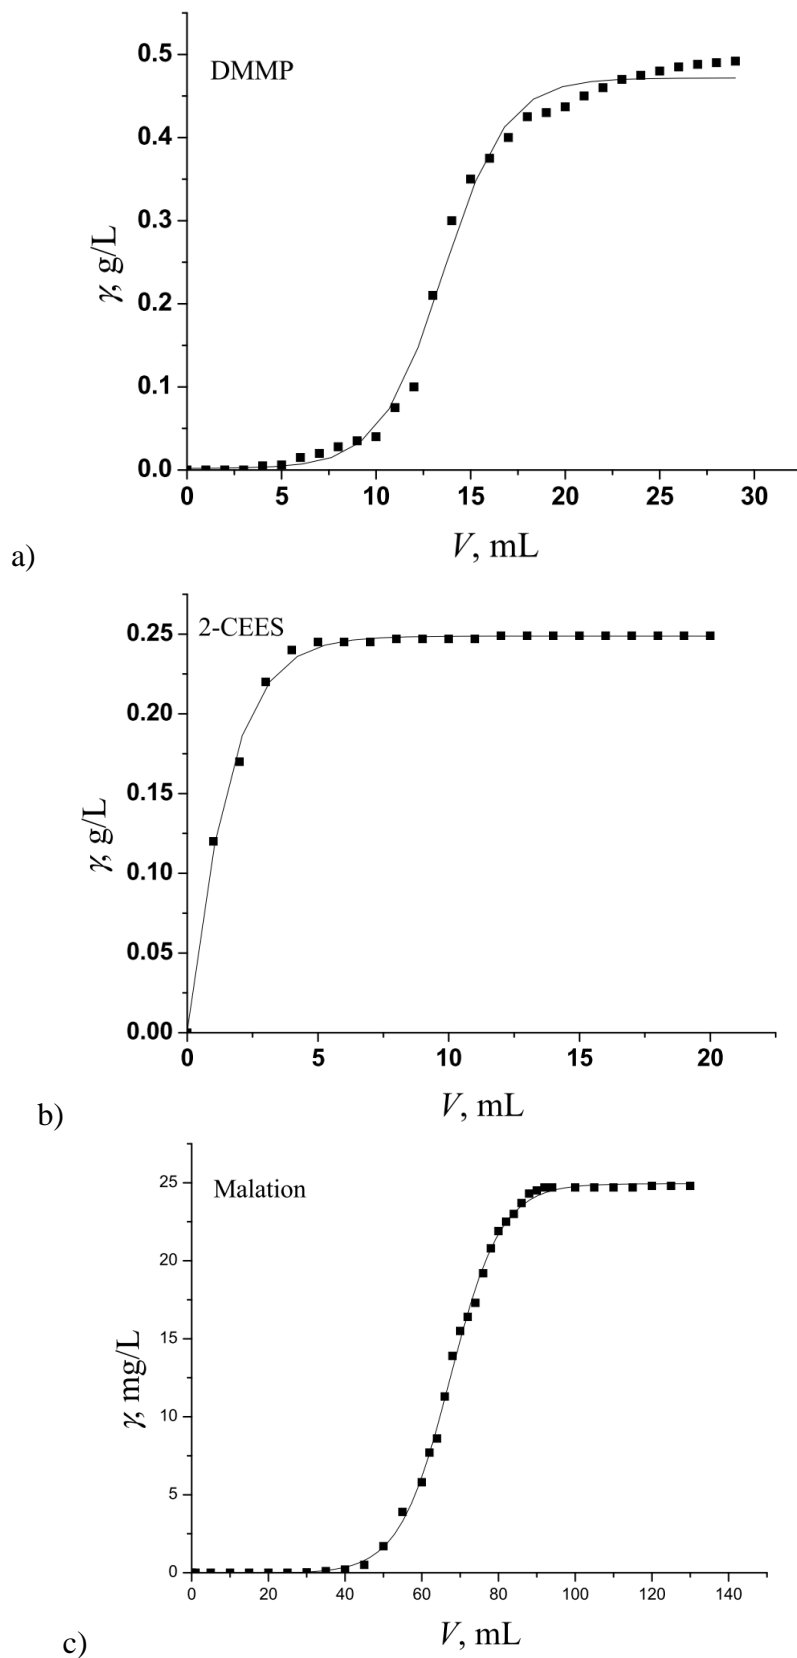 0.5
DMMP
0.4
0.3
γ, g/L
0.2
0.1
0.0
0 5 10 15 20 25 30
V, mL
a)
2-CEES
0.25
0.20
0.15
γ, g/L
0.10
0.05
0.00
0 5 10 15 20
V, mL
b)
25
Malation
20
15
γ, mg/L
10
5
0
0 20 40 60 80 100 120 140
V, mL
c)